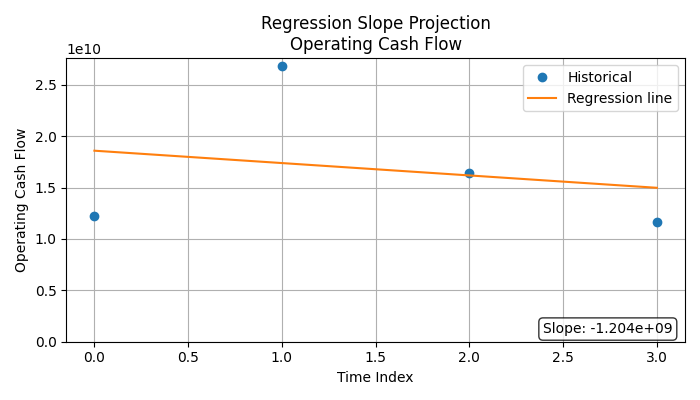 Regression Slope Projection
Operating Cash Flow
1e10
Historical
Regression line
2.5
2.0
1.5
1.0
0.5
0.0
Operating Cash Flow
Slope: -1.204e+09
0.0 0.5 1.0 1.5 2.0 2.5 3.0
Time Index